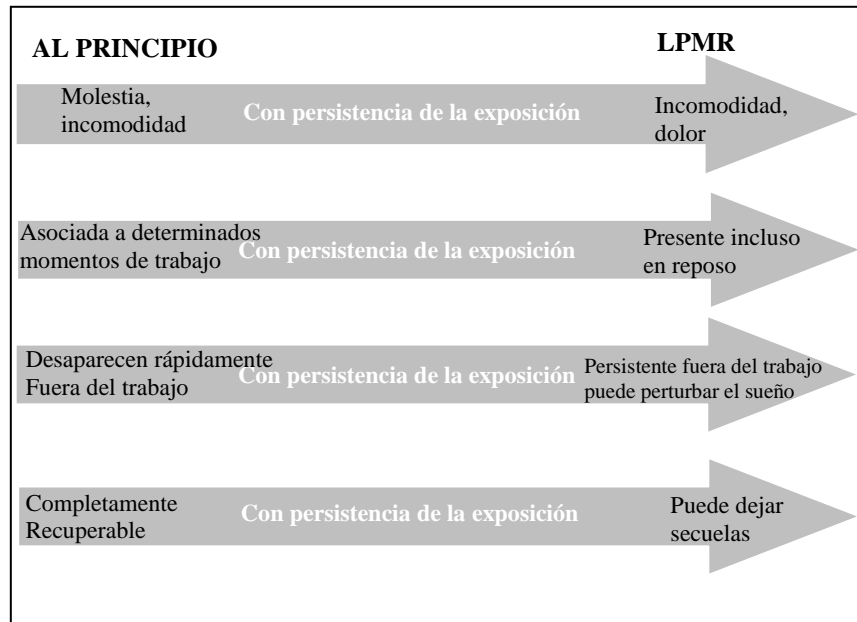 AL PRINCIPIO
LPMR
Molestia,
incomodidad
Con persistencia de la exposición
Incomodidad,
dolor
Asociada a determinados
momentos de trabajo
Con persistencia de la exposición
Presente incluso
en reposo
Desaparecen rápidamente
Fuera del trabajo
Con persistencia de la exposición
Persistente fuera del trabajo
puede perturbar el sueño
Completamente
Recuperable
Con persistencia de la exposición
Puede dejar
secuelas